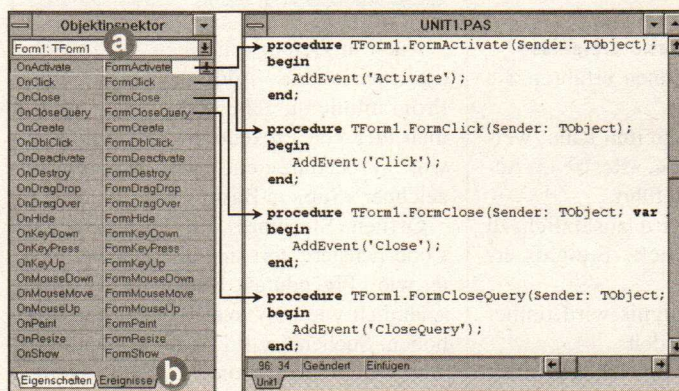 Objektinspektor
a
Form1: TForm1
OnActivate FormActivate
OnClick FormClick
OnClose FormClose
OnCloseQuery FormCloseQuery
OnCreate FormCreate
OnDblClick FormDblClick
OnDeactivate FormDeactivate
OnDestroy FormDestroy
OnDragDrop FormDragDrop
OnDragOver FormDragOver
OnHide FormHide
OnKeyDown FormKeyDown
OnKeyPress FormKeyPress
OnKeyUp FormKeyUp
OnMouseDown FormMouseDown
OnMouseMove FormMouseMove
OnMouseUp FormMouseUp
OnPaint FormPaint
OnResize FormResize
OnShow FormShow
Eigenschaften Ereignisse
b
UNIT1.PAS
procedure TForm1.FormActivate(Sender: TObject);
begin
AddEvent('Activate');
end;
procedure TForm1.FormClick(Sender: TObject);
begin
AddEvent('Click');
end;
procedure TForm1.FormClose(Sender: TObject; var
begin
AddEvent('Close');
end;
procedure TForm1.FormCloseQuery(Sender: TObject;
begin
AddEvent('CloseQuery');
end;
96: 34 Geändert Einfügen
Unit1